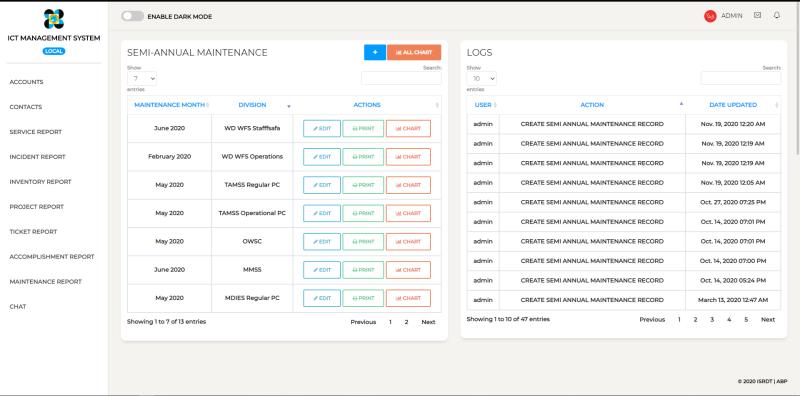 ICT MANAGEMENT SYSTEM
LOCAL
ACCOUNTS
CONTACTS
SERVICE REPORT
INCIDENT REPORT
INVENTORY REPORT
PROJECT REPORT
TICKET REPORT
ACCOMPLISHMENT REPORT
MAINTENANCE REPORT
CHAT
ENABLE DARK MODE
ADMIN
SEMI-ANNUAL MAINTENANCE
+ ALL CHART
Show
7
entries
Search:
MAINTENANCE MONTH DIVISION ACTIONS
June 2020 WD WFS Stafffsafa EDIT PRINT CHART
February 2020 WD WFS Operations EDIT PRINT CHART
May 2020 TAMSS Regular PC EDIT PRINT CHART
May 2020 TAMSS Operational PC EDIT PRINT CHART
May 2020 OWSC EDIT PRINT CHART
June 2020 MMSS EDIT PRINT CHART
May 2020 MDIES Regular PC EDIT PRINT CHART
Showing 1 to 7 of 13 entries
Previous 1 2 Next
LOGS
Show
10
entries
Search:
USER ACTION DATE UPDATED
admin CREATE SEMI ANNUAL MAINTENANCE RECORD Nov. 19, 2020 12:20 AM
admin CREATE SEMI ANNUAL MAINTENANCE RECORD Nov. 19, 2020 12:19 AM
admin CREATE SEMI ANNUAL MAINTENANCE RECORD Nov. 19, 2020 12:19 AM
admin CREATE SEMI ANNUAL MAINTENANCE RECORD Nov. 19, 2020 12:05 AM
admin CREATE SEMI ANNUAL MAINTENANCE RECORD Oct. 27, 2020 07:25 PM
admin CREATE SEMI ANNUAL MAINTENANCE RECORD Oct. 14, 2020 07:01 PM
admin CREATE SEMI ANNUAL MAINTENANCE RECORD Oct. 14, 2020 07:01 PM
admin CREATE SEMI ANNUAL MAINTENANCE RECORD Oct. 14, 2020 07:00 PM
admin CREATE SEMI ANNUAL MAINTENANCE RECORD Oct. 14, 2020 05:24 PM
admin CREATE SEMI ANNUAL MAINTENANCE RECORD March 13, 2020 12:47 AM
Showing 1 to 10 of 47 entries
Previous 1 2 3 4 5 Next
© 2020 ISRDT | ABP